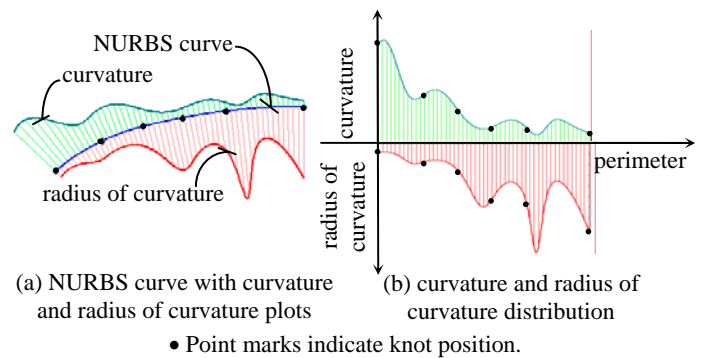 NURBS curve
curvature
radius of curvature
(a) NURBS curve with curvature
and radius of curvature plots
curvature
radius of
curvature
perimeter
(b) curvature and radius of
curvature distribution
• Point marks indicate knot position.